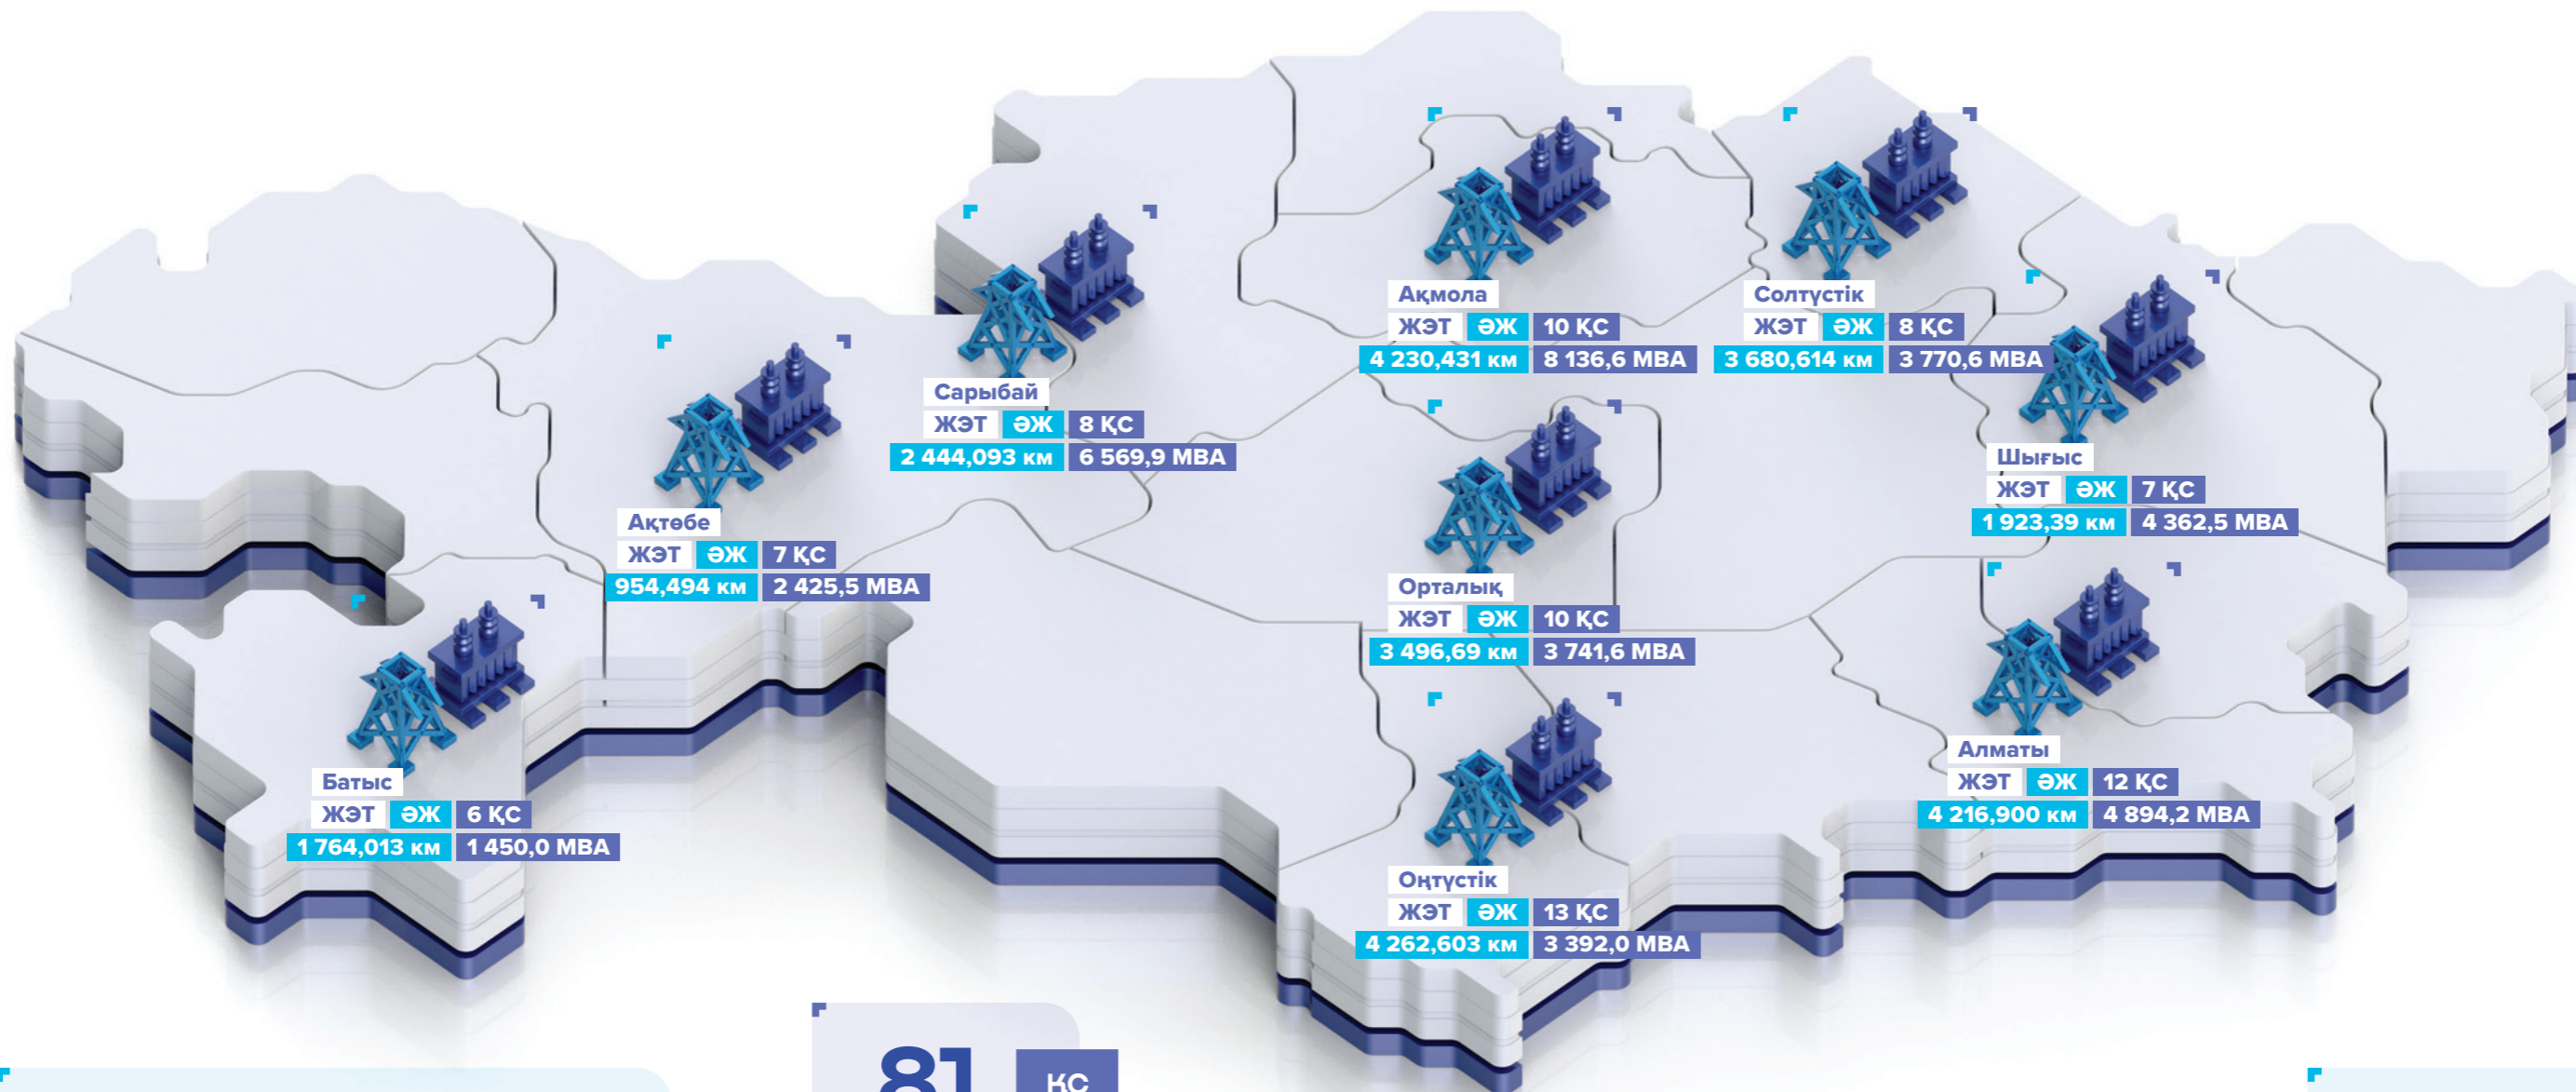 Ақмола
ЖЭТ ӘЖ 10 ҚС
4 230,431 км 8 136,6 МВА
Солтүстік
ЖЭТ ӘЖ 8 ҚС
3 680,614 км 3 770,6 МВА
Сарыбай
ЖЭТ ӘЖ 8 ҚС
2 444,093 км 6 569,9 МВА
Шығыс
ЖЭТ ӘЖ 7 ҚС
1 923,39 км 4 362,5 МВА
Ақтөбе
ЖЭТ ӘЖ 7 ҚС
954,494 км 2 425,5 МВА
Орталық
ЖЭТ ӘЖ 10 ҚС
3 496,69 км 3 741,6 МВА
Алматы
ЖЭТ ӘЖ 12 ҚС
4 216,900 км 4 894,2 МВА
Батыс
ЖЭТ ӘЖ 6 ҚС
1 764,013 км 1 450,0 МВА
Оңтүстік
ЖЭТ ӘЖ 13 ҚС
4 262,603 км 3 392,0 МВА
81 ҚС